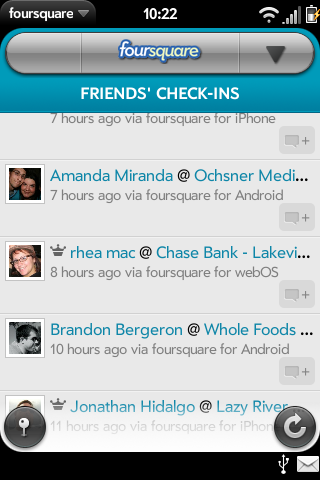 foursquare
10:22
foursquare
FRIENDS' CHECK-INS
7 hours ago via foursquare for iPhone
Amanda Miranda @ Ochsner Medi...
7 hours ago via foursquare for Android
rhea mac @ Chase Bank - Lakevi...
8 hours ago via foursquare for webOS
Brandon Bergeron @ Whole Foods ...
10 hours ago via foursquare for Android
Jonathan Hidalgo @ Lazy River
11 hours ago via foursquare for iPhone